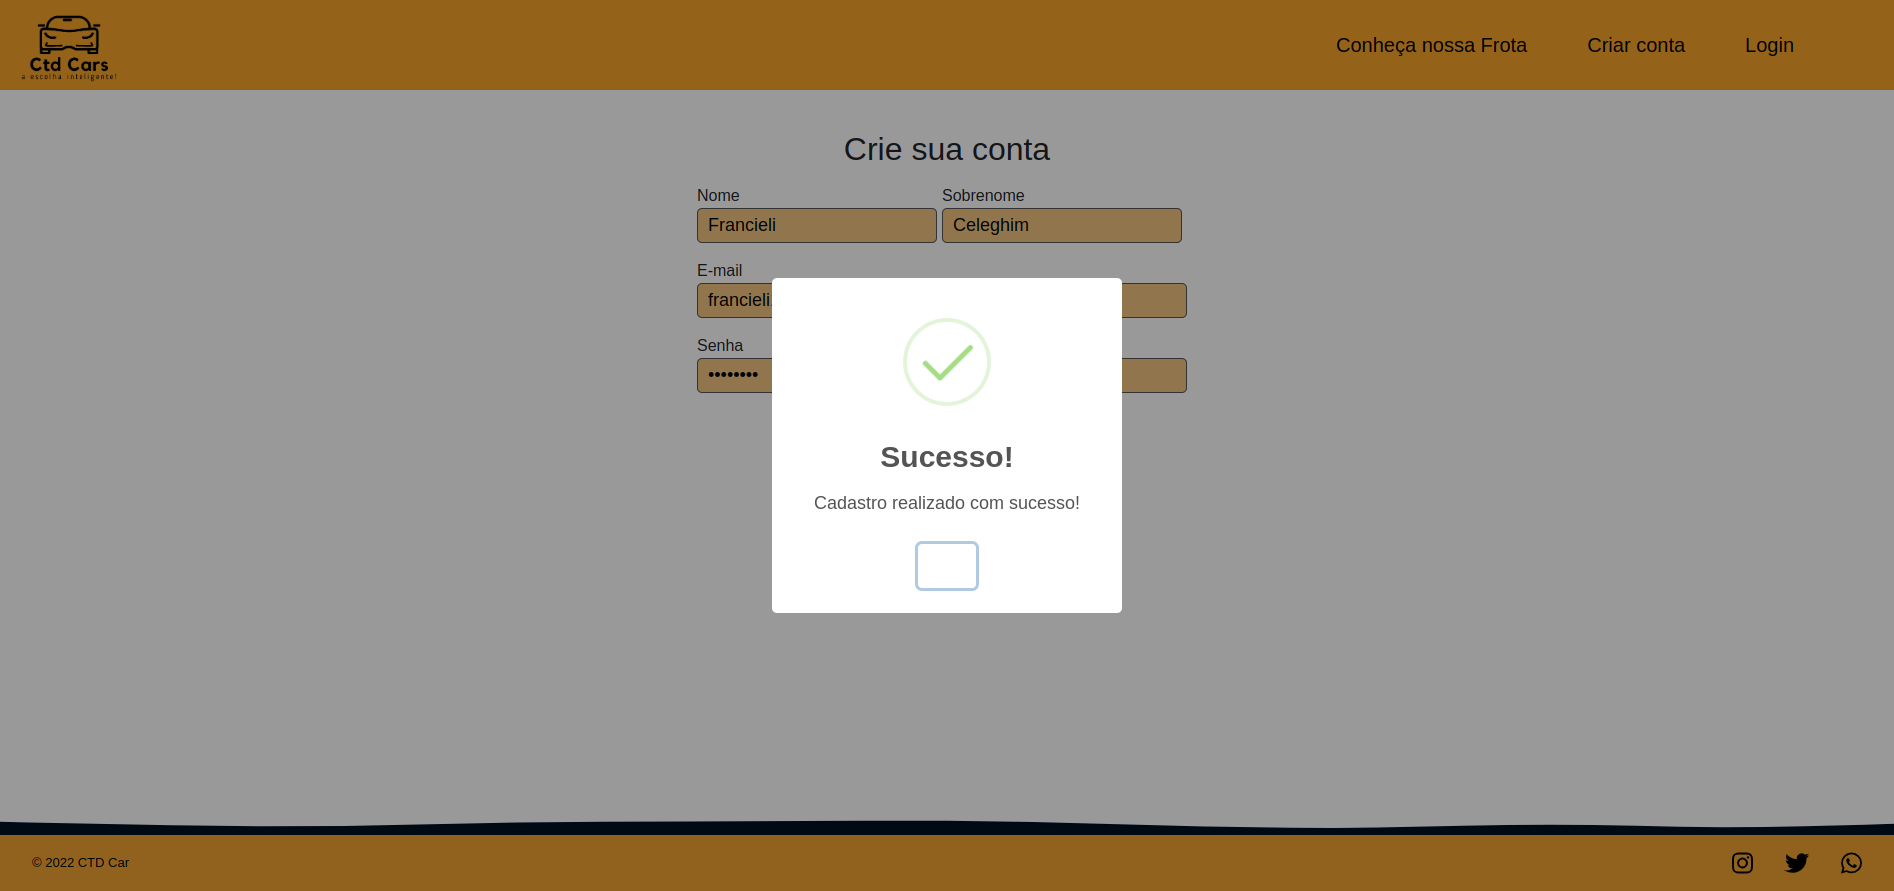 Ctd Cars
a escolha inteligente!
Conheça nossa Frota
Criar conta
Login
Crie sua conta
Nome
Sobrenome
Francieli
Celeghim
E-mail
francieli
Senha
••••••••
Sucesso!
Cadastro realizado com sucesso!
© 2022 CTD Car